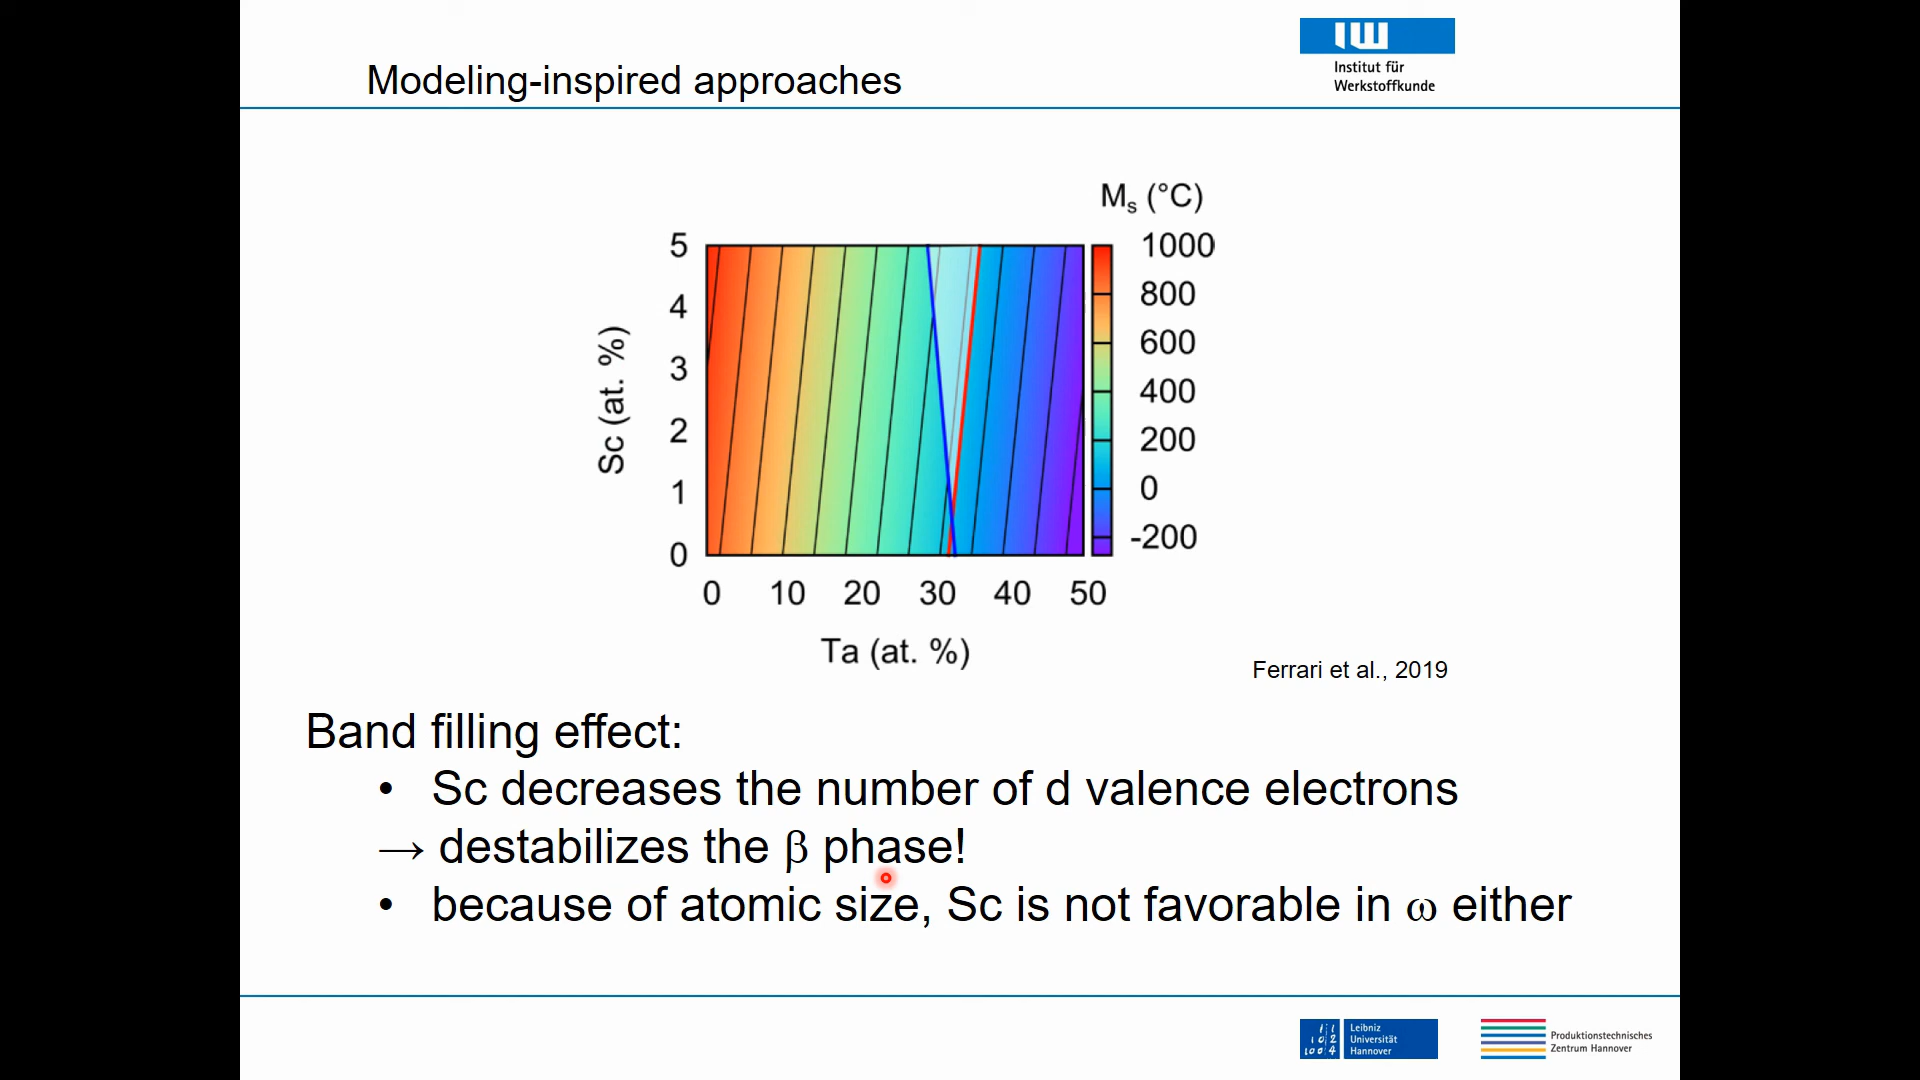 Modeling-inspired approaches
Institut für
Werkstoffkunde
Mₛ (°C)
5
4
3
2
1
0
Sc (at. %)
0 10 20 30 40 50
Ta (at. %)
1000
800
600
400
200
0
-200
Ferrari et al., 2019
Band filling effect:
• Sc decreases the number of d valence electrons
→ destabilizes the β phase!
• because of atomic size, Sc is not favorable in ω either
Leibniz
Universität
Hannover
Produktionstechnisches
Zentrum Hannover